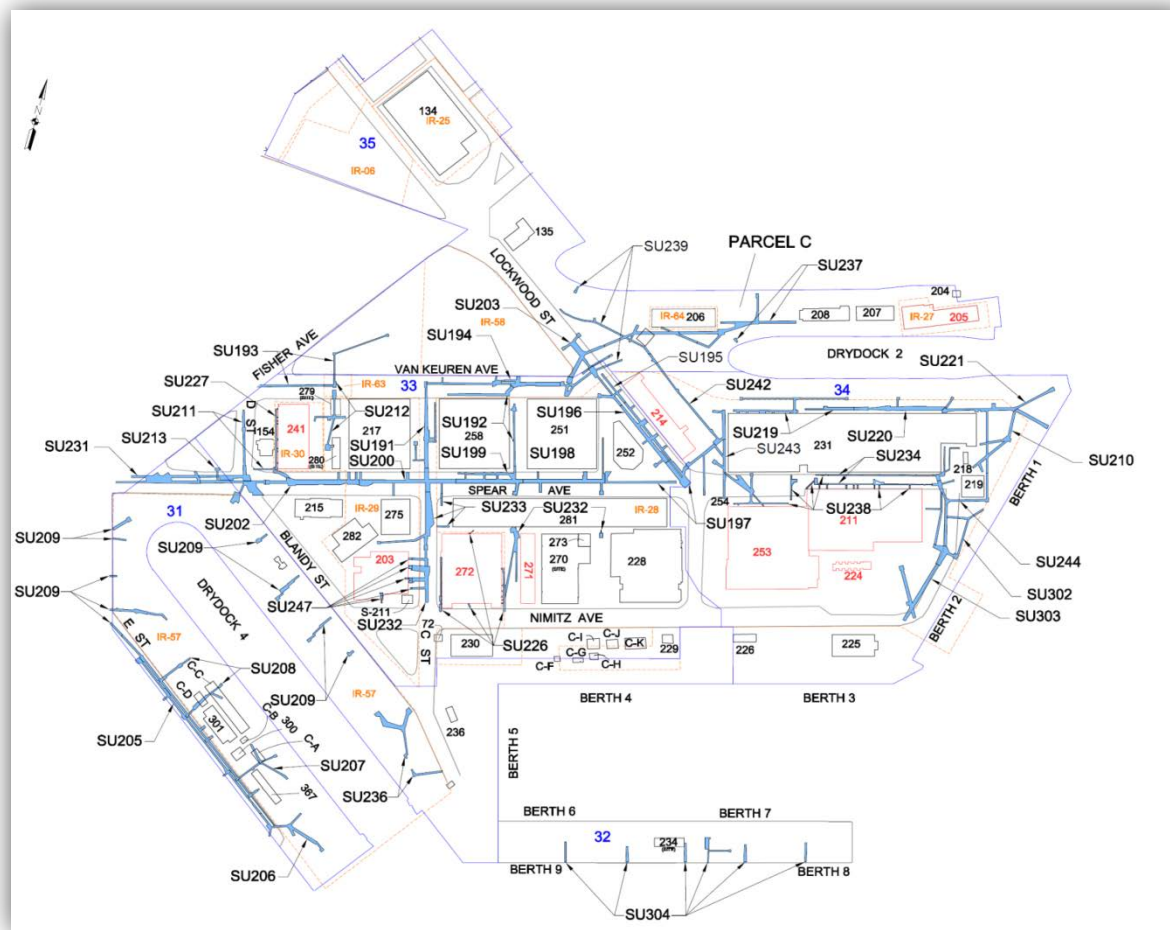 N
134
IR-25
35
IR-06
135
LOCKWOOD ST
SU239
PARCEL C
SU237
204
SU203
IR-58
IR-64
206
208
207
IR-27
205
SU194
FISHER AVE
SU193
SU195
DRYDOCK 2
SU221
VAN KEUREN AVE
IR-63
33
34
SU227
279
SU242
D ST
SU211
SU212
SU192
SU196
214
154
241
217
258
251
SU219
SU220
SU210
SU191
SU243
231
SU231
SU213
IR-30
280
SU200
SU199
SU198
252
SU234
218
219
BERTH 1
SPEAR AVE
254
SU238
31
SU202
215
IR-29
275
SU233
SU232
281
IR-28
SU197
211
SU209
SU209
BLANDY ST
282
273
270
228
253
SU244
203
272
271
224
SU302
SU209
SU247
SU303
DRYDOCK 4
S-211
SU232
NIMITZ AVE
BERTH 2
E ST
IR-57
72
C ST
230
SU226
C-I
C-J
C-K
229
226
225
C-G
C-F
C-H
SU208
C-C
C-D
SU209
IR-57
BERTH 4
BERTH 3
301
C-B
300
C-A
236
BERTH 5
SU205
SU207
367
SU236
BERTH 6
BERTH 7
32
234
SU206
BERTH 9
BERTH 8
SU304